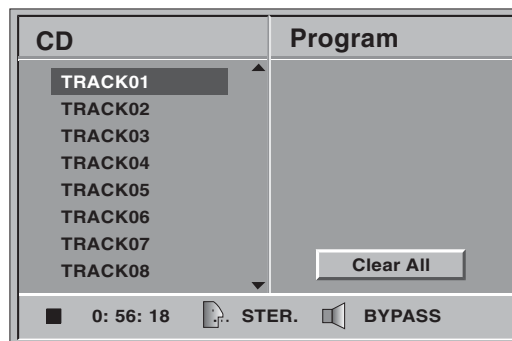 CD
Program
TRACK01
TRACK02
TRACK03
TRACK04
TRACK05
TRACK06
TRACK07
TRACK08
Clear All
0: 56: 18 STER. BYPASS